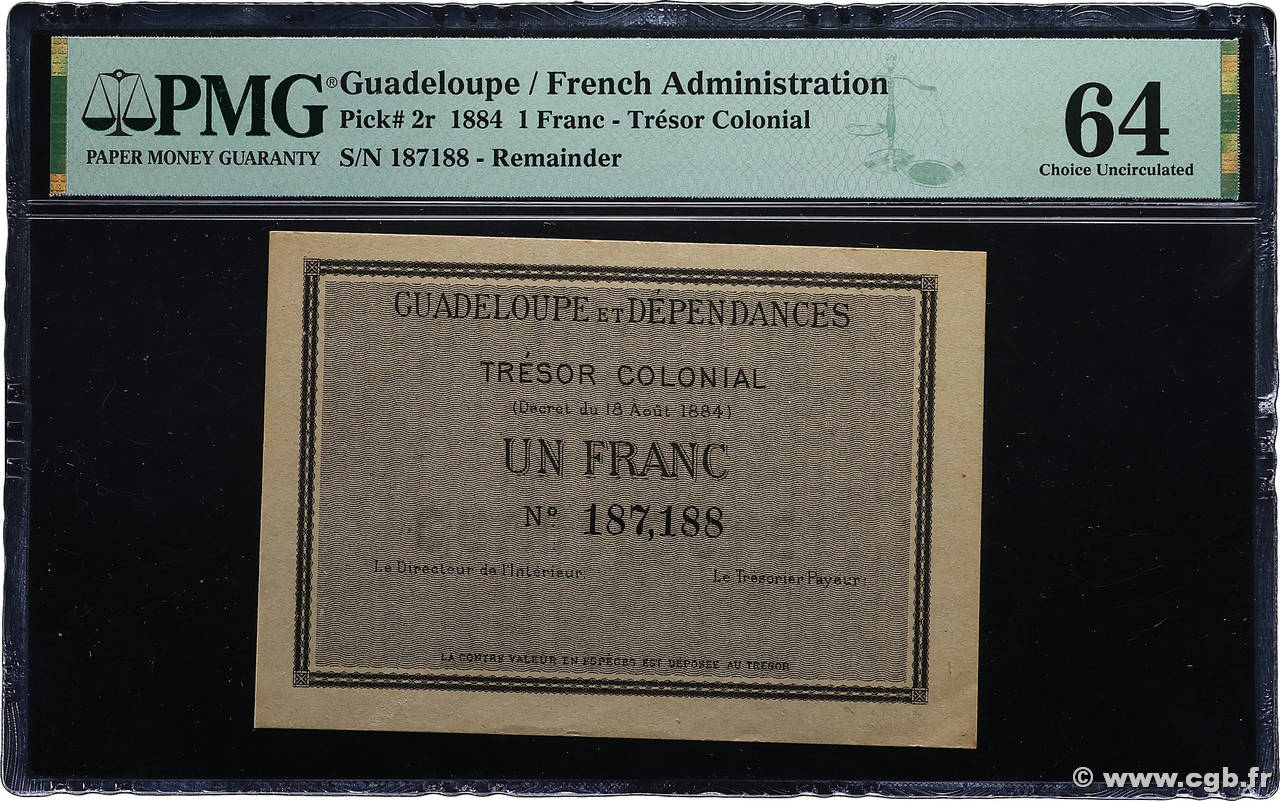 PMG®
PAPER MONEY GUARANTY
Guadeloupe / French Administration
Pick# 2r 1884 1 Franc - Trésor Colonial
S/N 187188 - Remainder
64
Choice Uncirculated
GUADELOUPE ET DÉPENDANCES
TRÉSOR COLONIAL
(Decret du 18 Août 1884)
UN FRANC
Nº 187,188
Le Directeur de l'Intérieur
Le Trésorier Payeur:
LA CONTRE VALEUR EN ESPÈCES EST DÉPOSÉE AU TRÉSOR
© www.cgb.fr